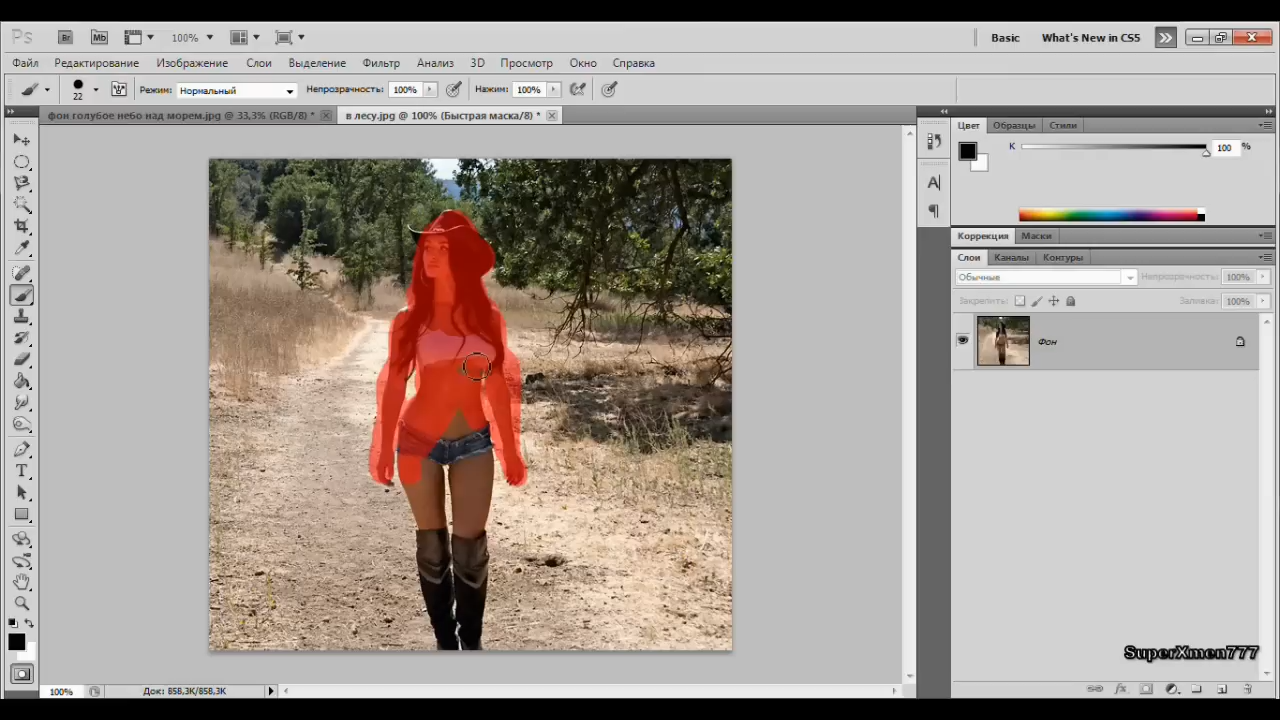 Ps Br Mb 100% Basic What's New in CS5
Файл Редактирование Изображение Слои Выделение Фильтр Анализ 3D Просмотр Окно Справка
22 Режим: Нормальный Непрозрачность: 100% Нажим: 100%
фон голубое небо над морем.jpg @ 33,3% (RGB/8) * в лесу.jpg @ 100% (Быстрая маска/8) *
Цвет Образцы Стили
K 100 %
Коррекция Маски
Слои Каналы Контуры
Обычные Непрозрачность: 100%
Закрепить: Заливка: 100%
Фон
SuperXmen777
100% Док: 858,3K/858,3K